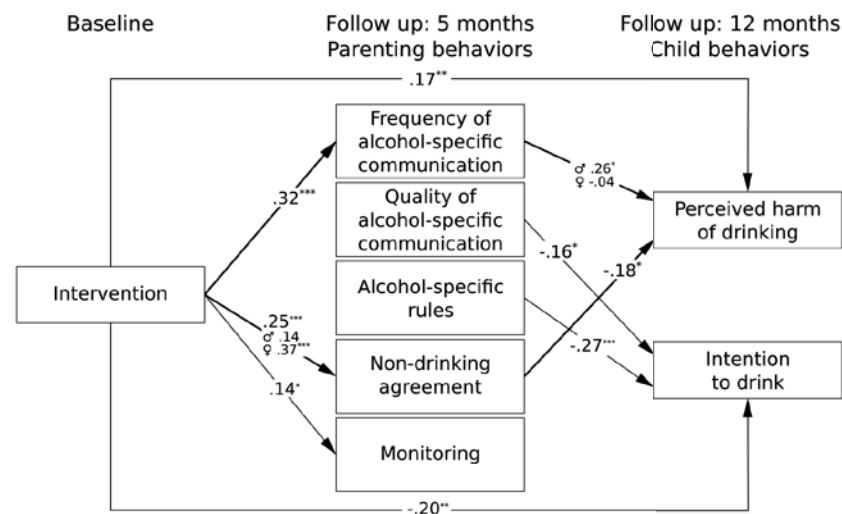 Baseline
Follow up: 5 months
Parenting behaviors
Follow up: 12 months
Child behaviors
.17**
Frequency of
alcohol-specific
communication
♂ .26*
♀ -.04
.32***
Quality of
alcohol-specific
communication
Perceived harm
of drinking
-.16*
-.18*
Intervention
Alcohol-specific
rules
.25***
♂ .14
♀ .37***
-.27***
Non-drinking
agreement
Intention
to drink
.14*
Monitoring
-.20**